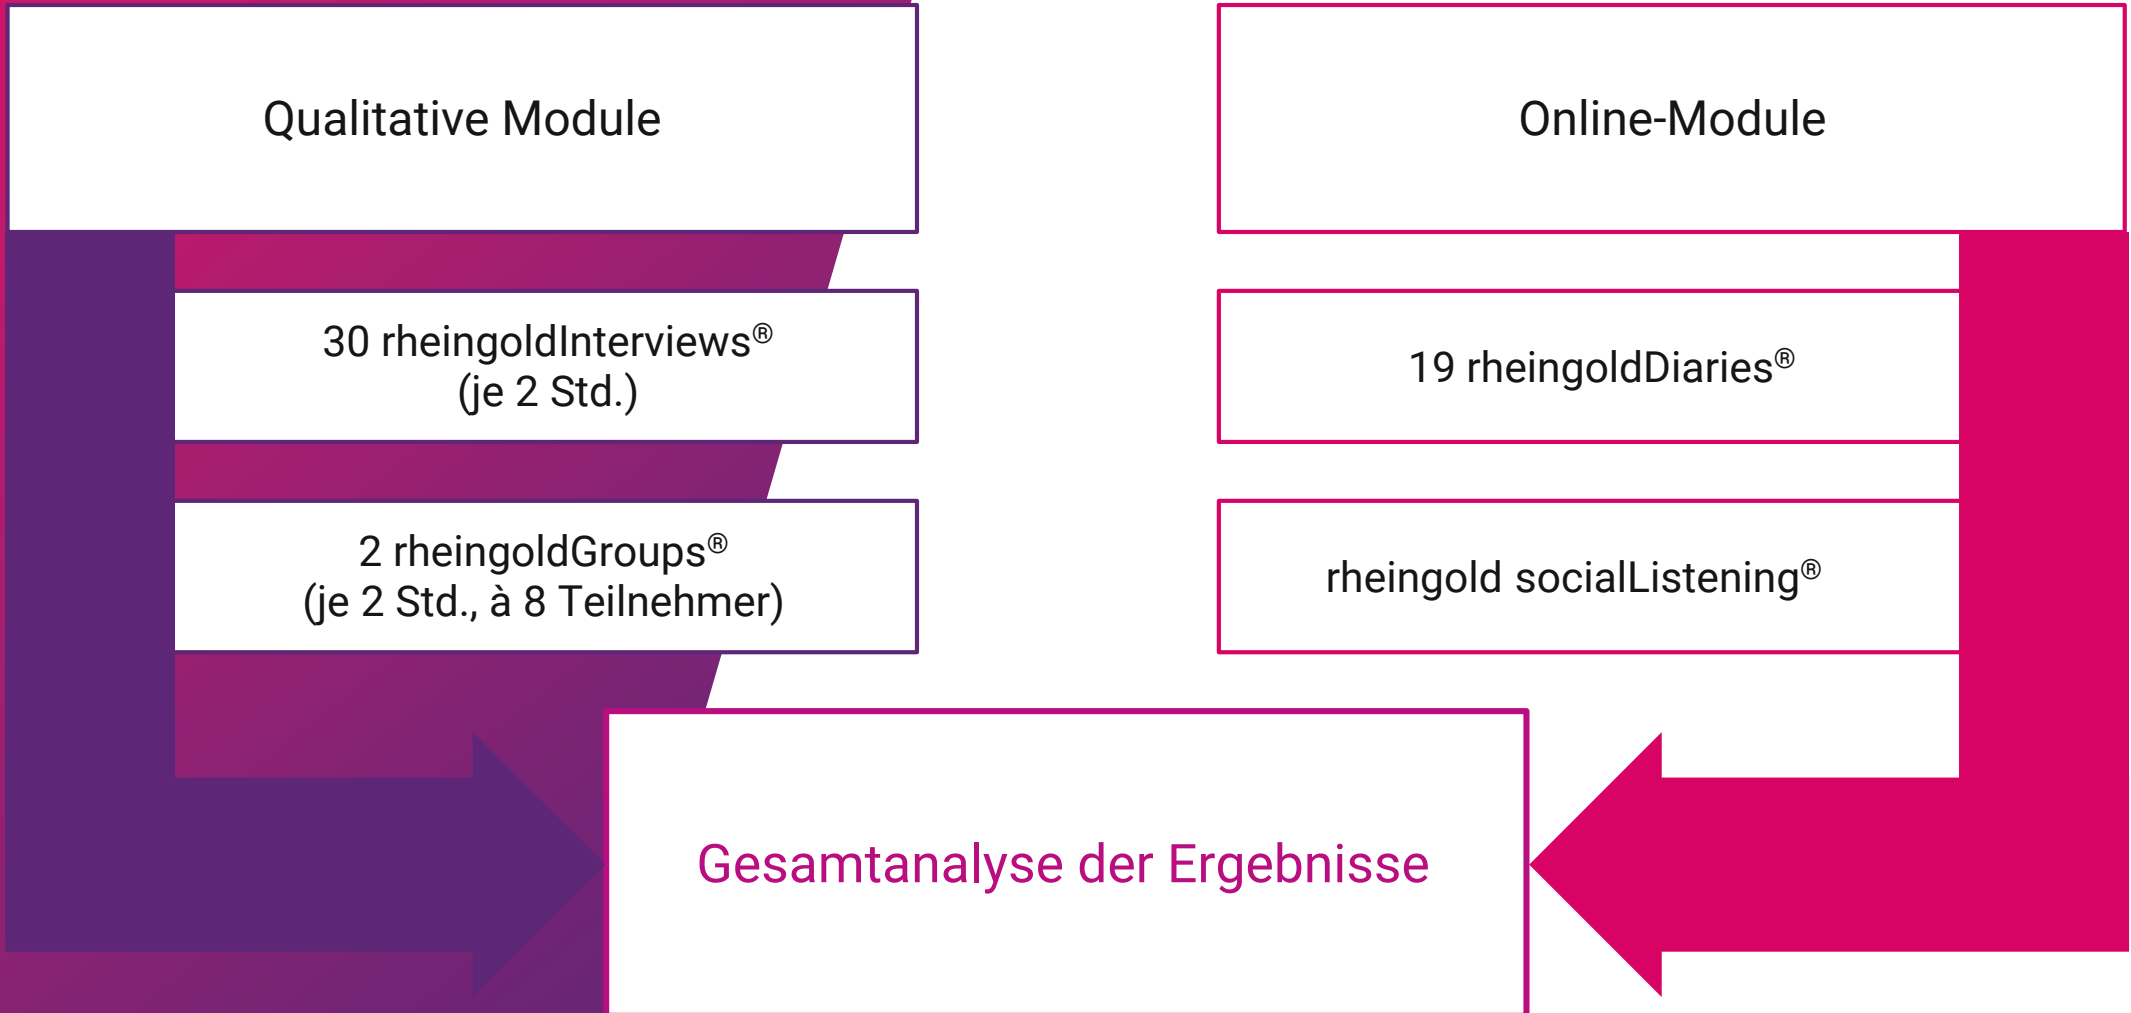 Qualitative Module
30 rheingoldInterviews®
(je 2 Std.)
2 rheingoldGroups®
(je 2 Std., à 8 Teilnehmer)
Online-Module
19 rheingoldDiaries®
rheingold socialListening®
Gesamtanalyse der Ergebnisse